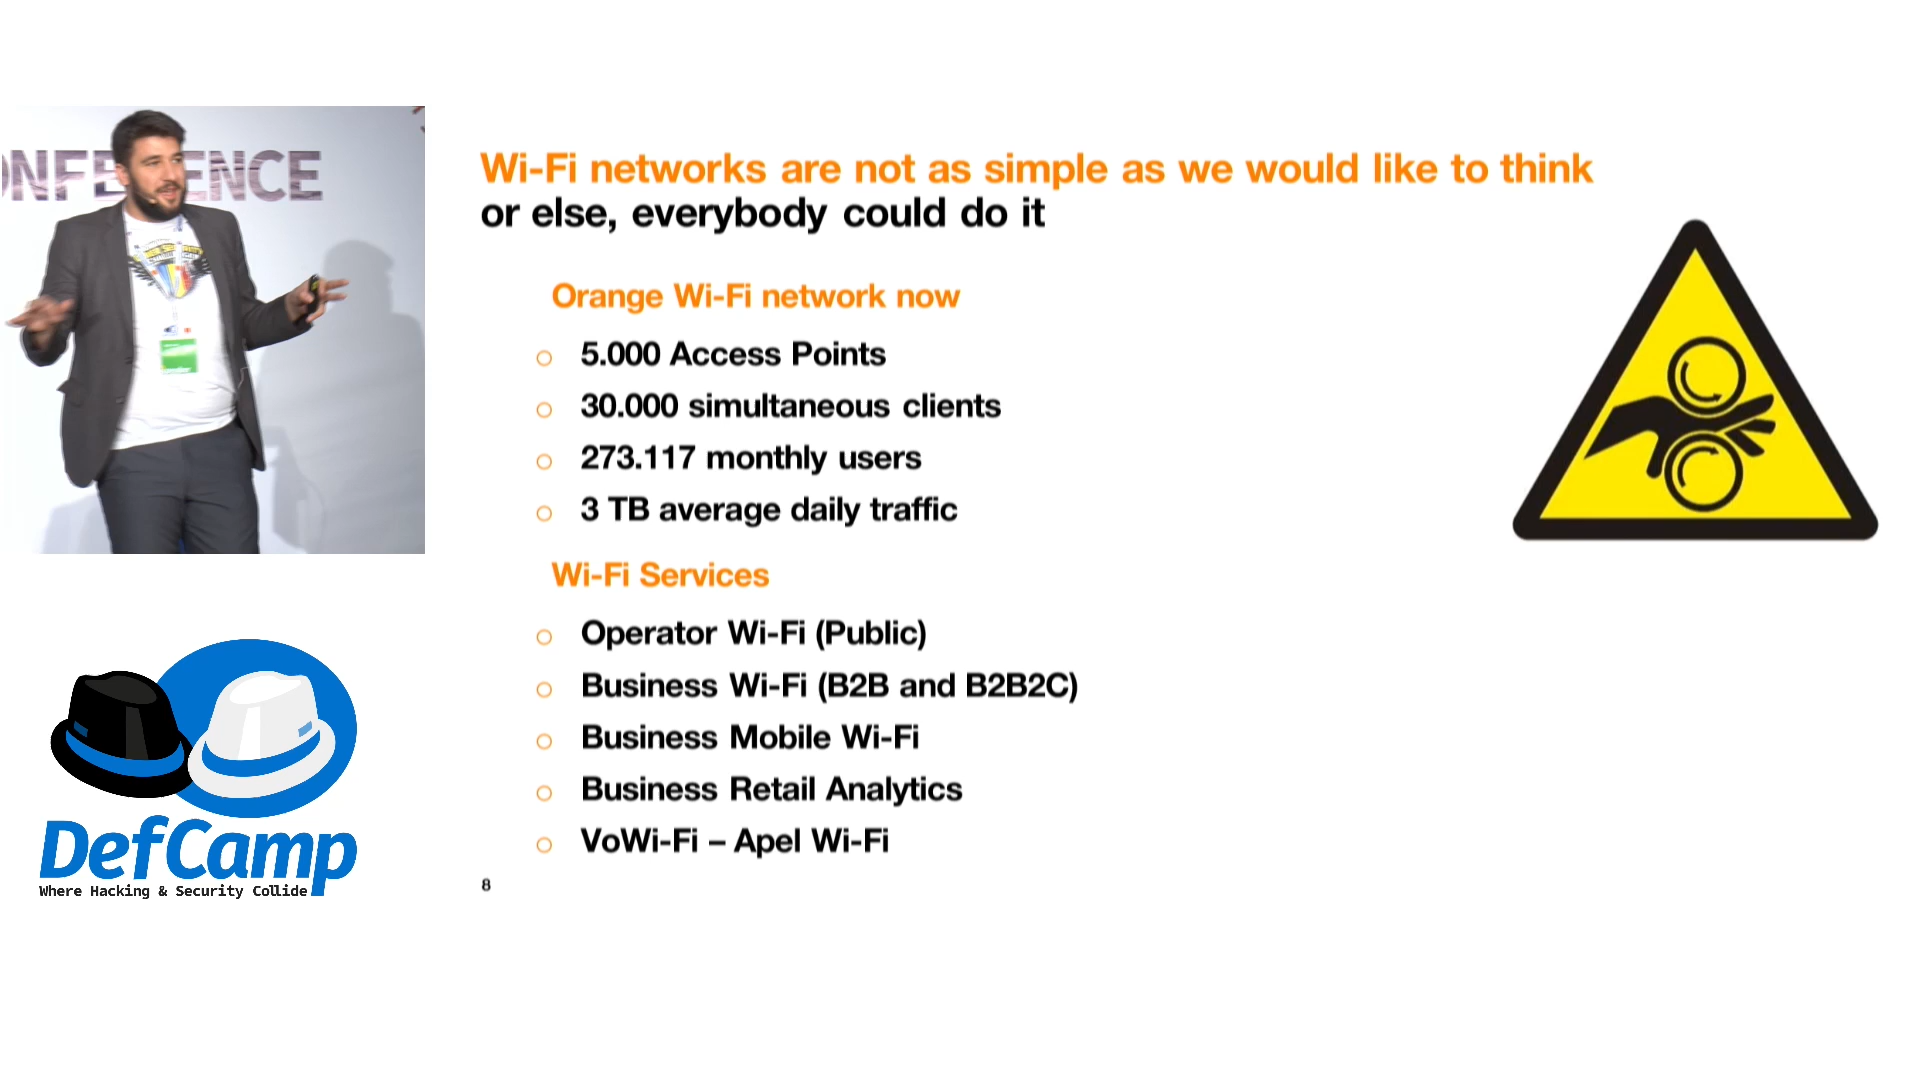 Wi-Fi networks are not as simple as we would like to think
or else, everybody could do it
Orange Wi-Fi network now
5.000 Access Points
30.000 simultaneous clients
273.117 monthly users
3 TB average daily traffic
Wi-Fi Services
Operator Wi-Fi (Public)
Business Wi-Fi (B2B and B2B2C)
Business Mobile Wi-Fi
Business Retail Analytics
VoWi-Fi – Apel Wi-Fi
8
DefCamp
Where Hacking & Security Collide